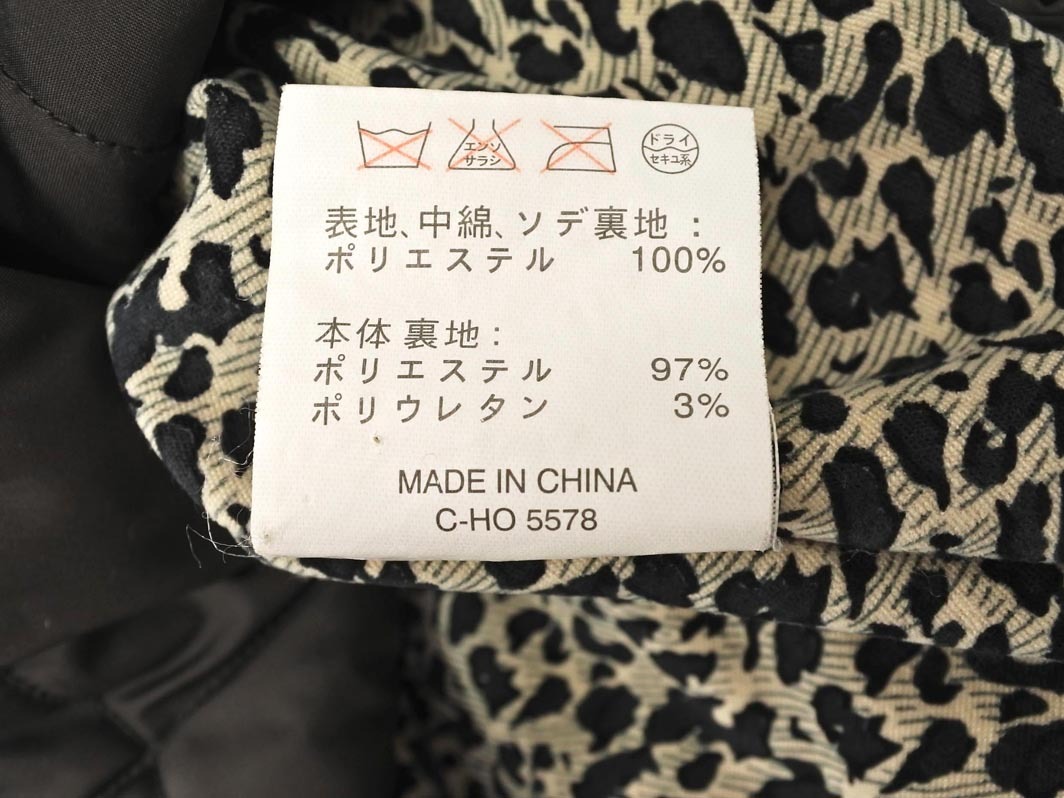 エンソ
サラシ
ドライ
セキユ系
表地、中綿、ソデ裏地 :
ポリエステル 100%
本体 裏地 :
ポリエステル 97%
ポリウレタン 3%
MADE IN CHINA
C-HO 5578